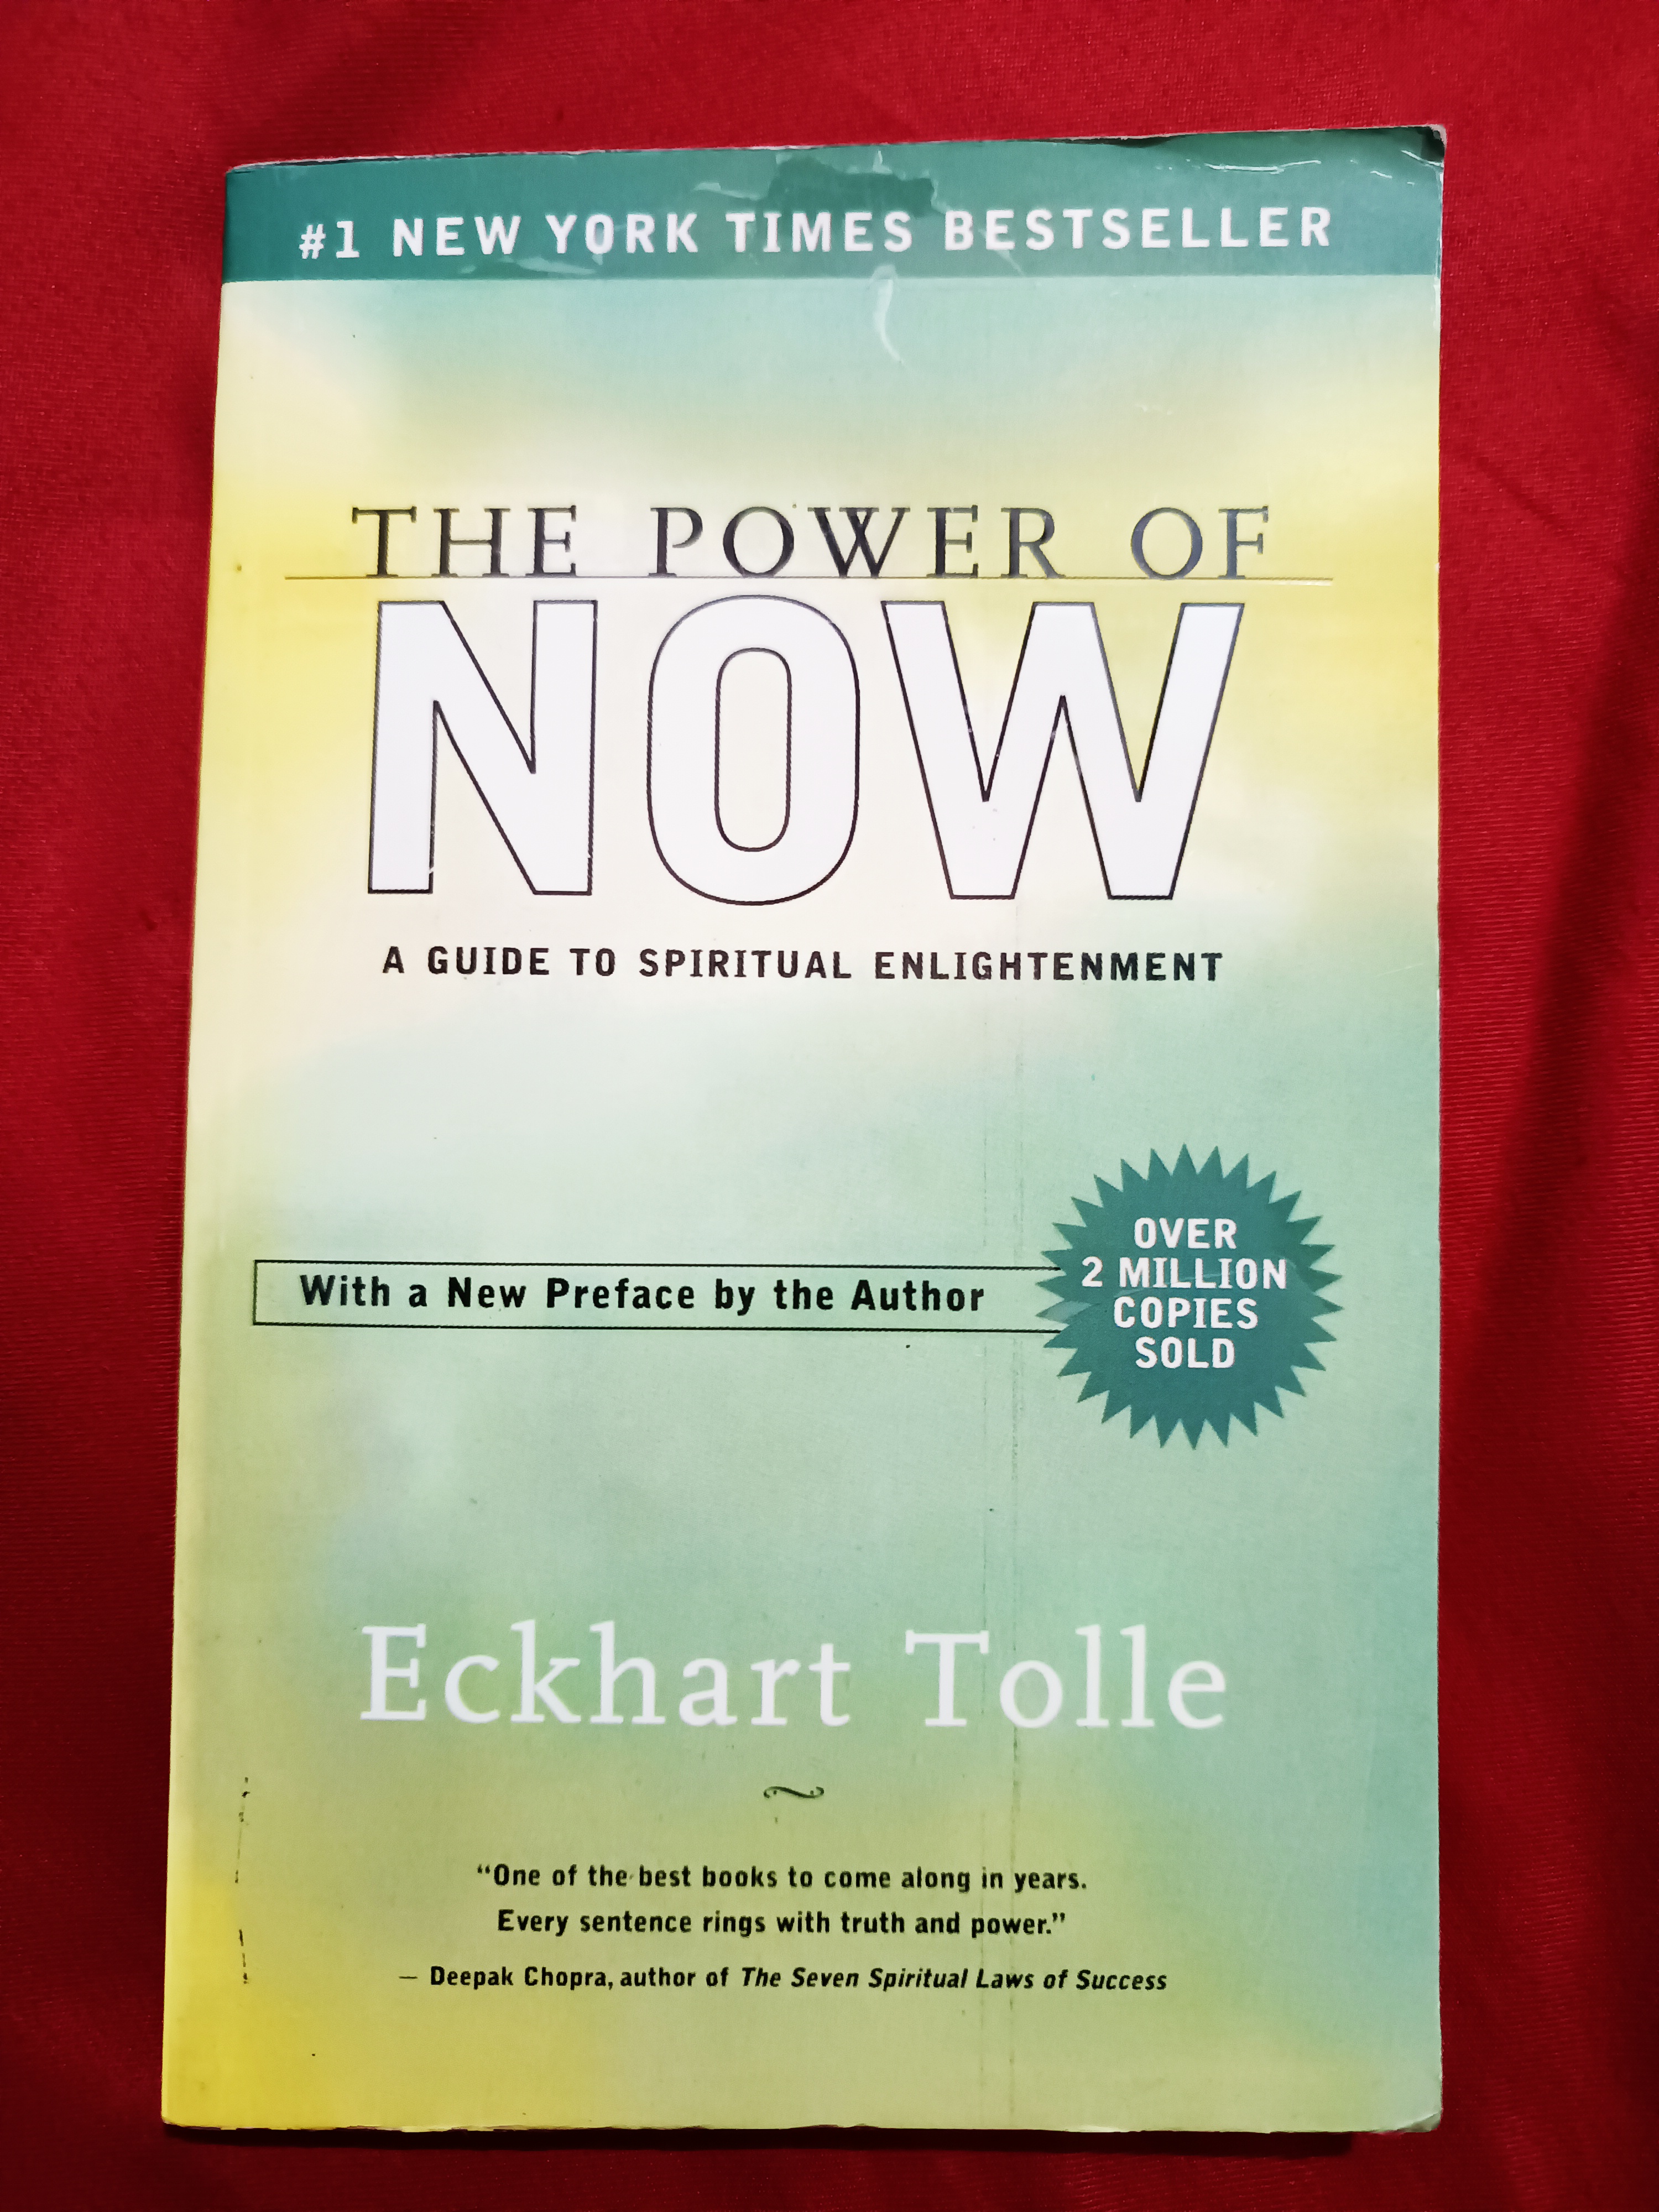 #1 NEW YORK TIMES BESTSELLER
THE POWER OF
NOW
A GUIDE TO SPIRITUAL ENLIGHTENMENT
With a New Preface by the Author
OVER
2 MILLION
COPIES
SOLD
Eckhart Tolle
“One of the best books to come along in years.
Every sentence rings with truth and power.”
— Deepak Chopra, author of The Seven Spiritual Laws of Success